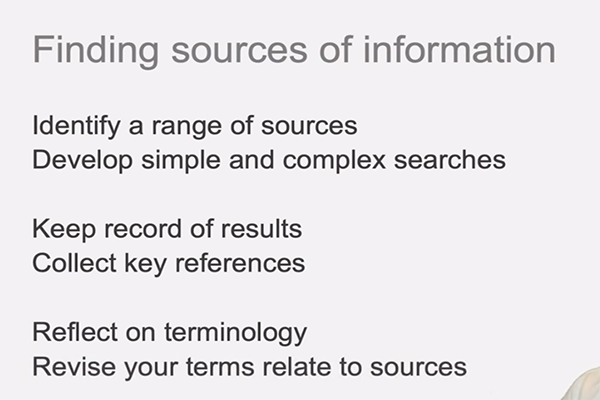 Finding sources of information
Identify a range of sources
Develop simple and complex searches
Keep record of results
Collect key references
Reflect on terminology
Revise your terms relate to sources